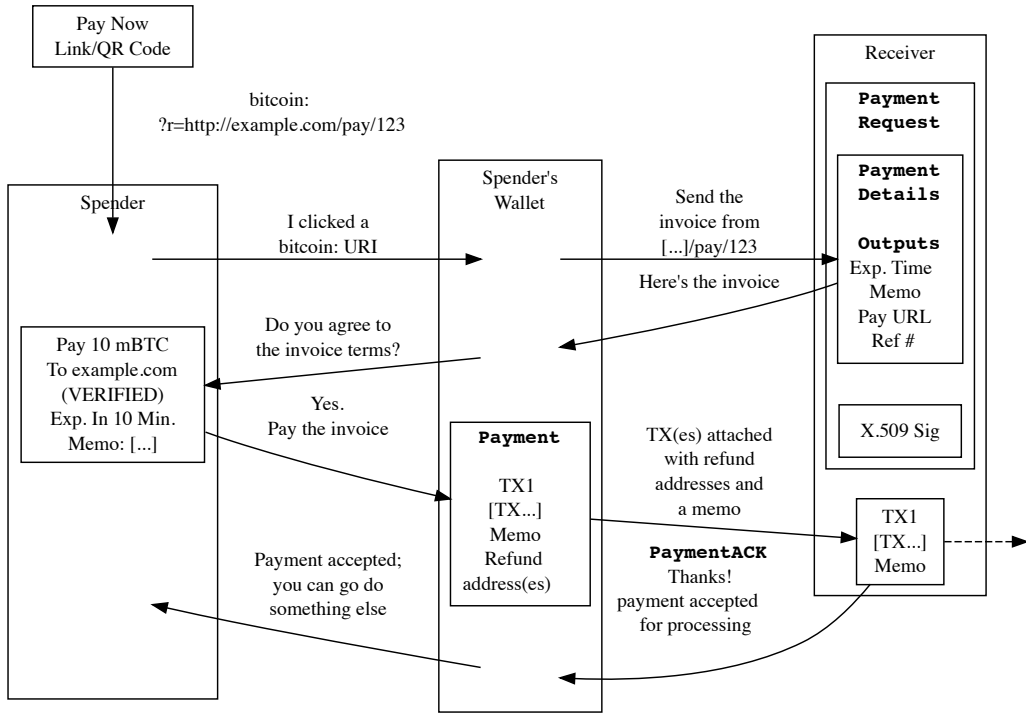 Pay Now
Link/QR Code
bitcoin:
?r=http://example.com/pay/123
Spender
I clicked a
bitcoin: URI
Spender's
Wallet
Send the
invoice from
[...]/pay/123
Here's the invoice
Receiver
Payment
Request
Payment
Details
Outputs
Exp. Time
Memo
Pay URL
Ref #
X.509 Sig
Do you agree to
the invoice terms?
Pay 10 mBTC
To example.com
(VERIFIED)
Exp. In 10 Min.
Memo: [...]
Yes.
Pay the invoice
Payment
TX1
[TX...]
Memo
Refund
address(es)
TX(es) attached
with refund
addresses and
a memo
TX1
[TX...]
Memo
PaymentACK
Thanks!
payment accepted
for processing
Payment accepted;
you can go do
something else